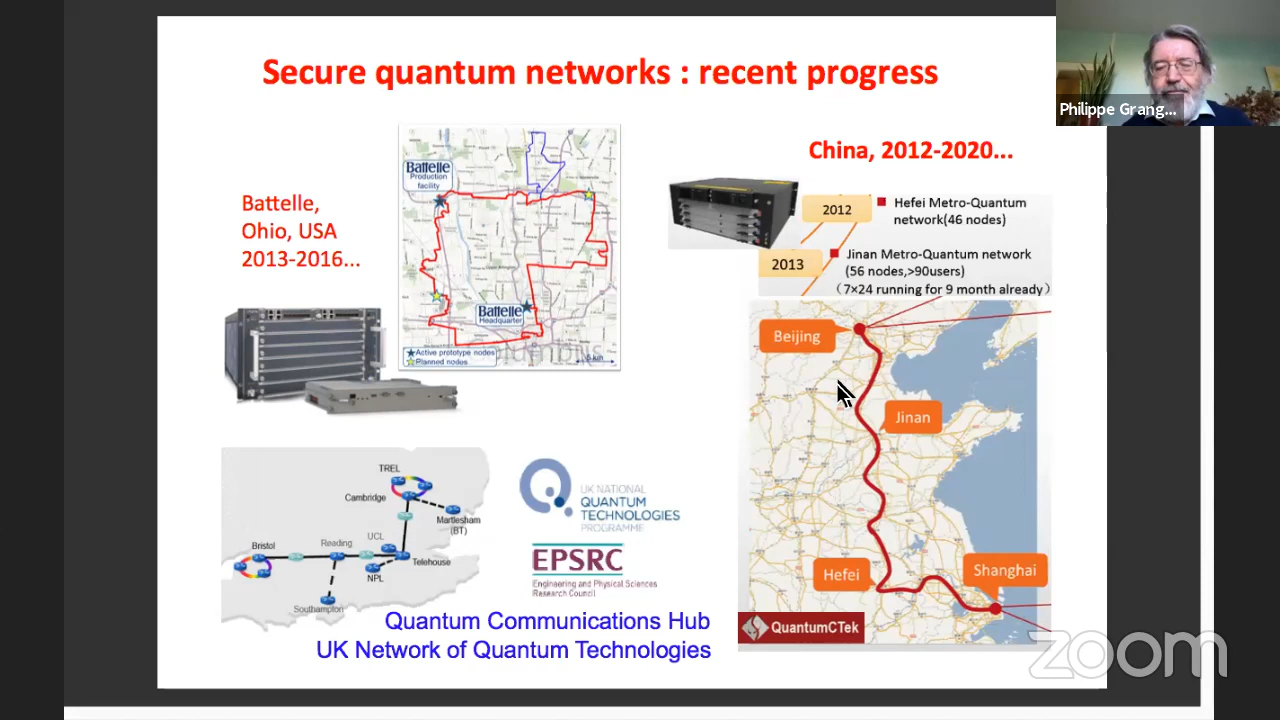 Secure quantum networks : recent progress
Philippe Grang...
Battelle,
Ohio, USA
2013-2016...
Battelle
Production
facility
Battelle
Headquarter
Columbus
Active prototype nodes
Planned nodes
5 km
China, 2012-2020...
2012
Hefei Metro-Quantum
network(46 nodes)
2013
Jinan Metro-Quantum network
(56 nodes,>90users)
（7×24 running for 9 month already）
Beijing
Jinan
Hefei
Shanghai
QuantumCTek
TREL
Cambridge
Martlesham
(BT)
Bristol
Reading
UCL
Telehouse
NPL
Southampton
UK NATIONAL
QUANTUM
TECHNOLOGIES
PROGRAMME
EPSRC
Engineering and Physical Sciences
Research Council
Quantum Communications Hub
UK Network of Quantum Technologies
zoom